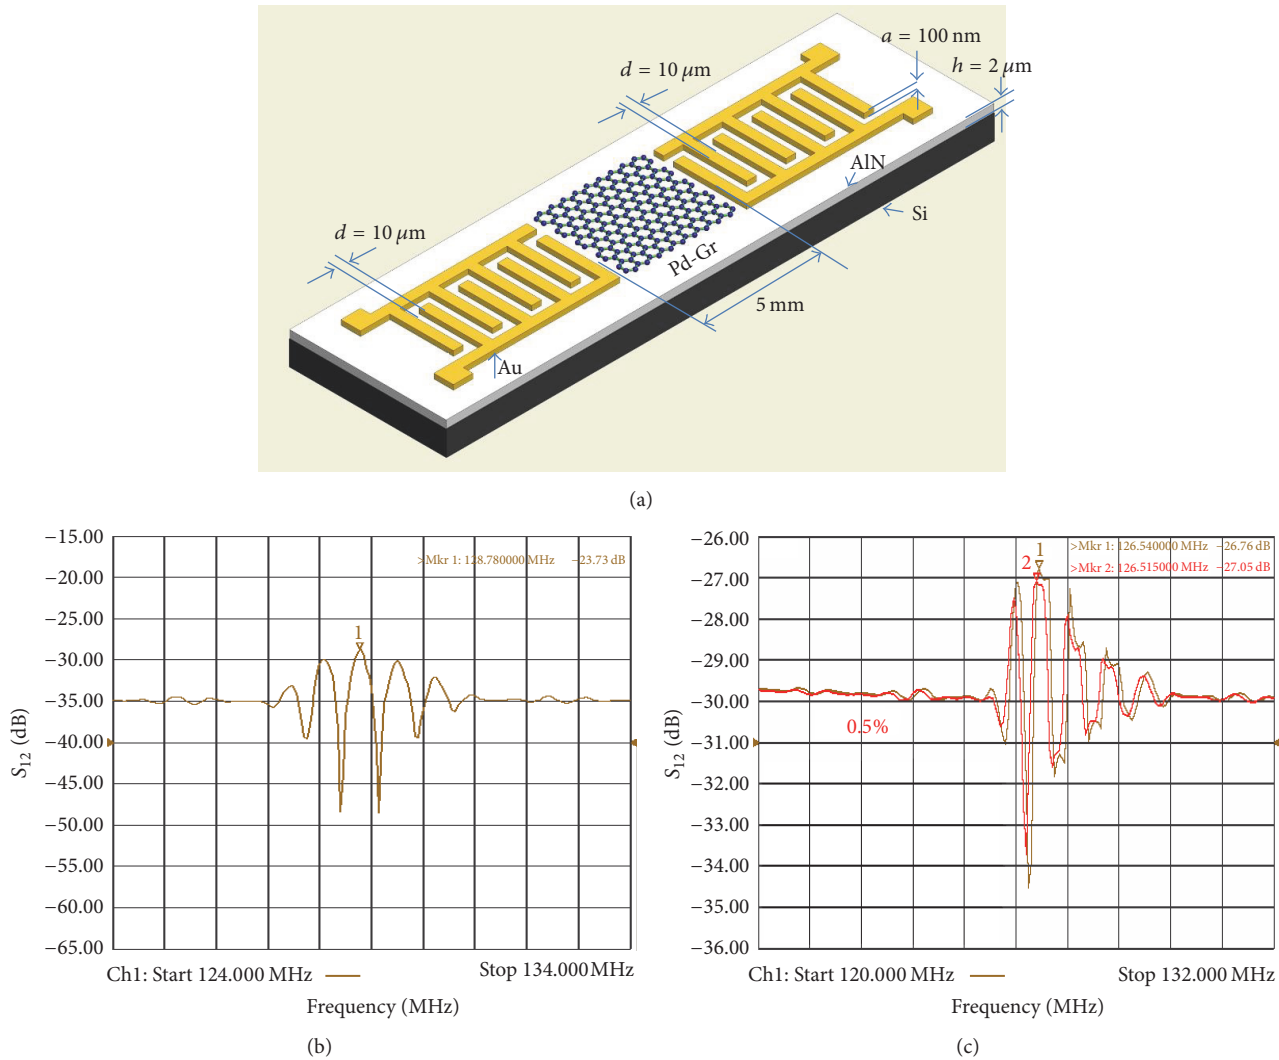 a = 100 nm
d = 10 μm
h = 2 μm
AlN
Si
d = 10 μm
Pd-Gr
5 mm
Au
(a)
−15.00
−20.00
−25.00
−30.00
−35.00
−40.00
−45.00
−50.00
−55.00
−60.00
−65.00
S12 (dB)
>Mkr 1: 128.780000 MHz −23.73 dB
1
Ch1: Start 124.000 MHz
Stop 134.000 MHz
Frequency (MHz)
(b)
−26.00
−27.00
−28.00
−29.00
−30.00
−31.00
−32.00
−33.00
−34.00
−35.00
−36.00
S12 (dB)
>Mkr 1: 126.540000 MHz −26.76 dB
>Mkr 2: 126.515000 MHz −27.05 dB
1
2
0.5%
Ch1: Start 120.000 MHz
Stop 132.000 MHz
Frequency (MHz)
(c)